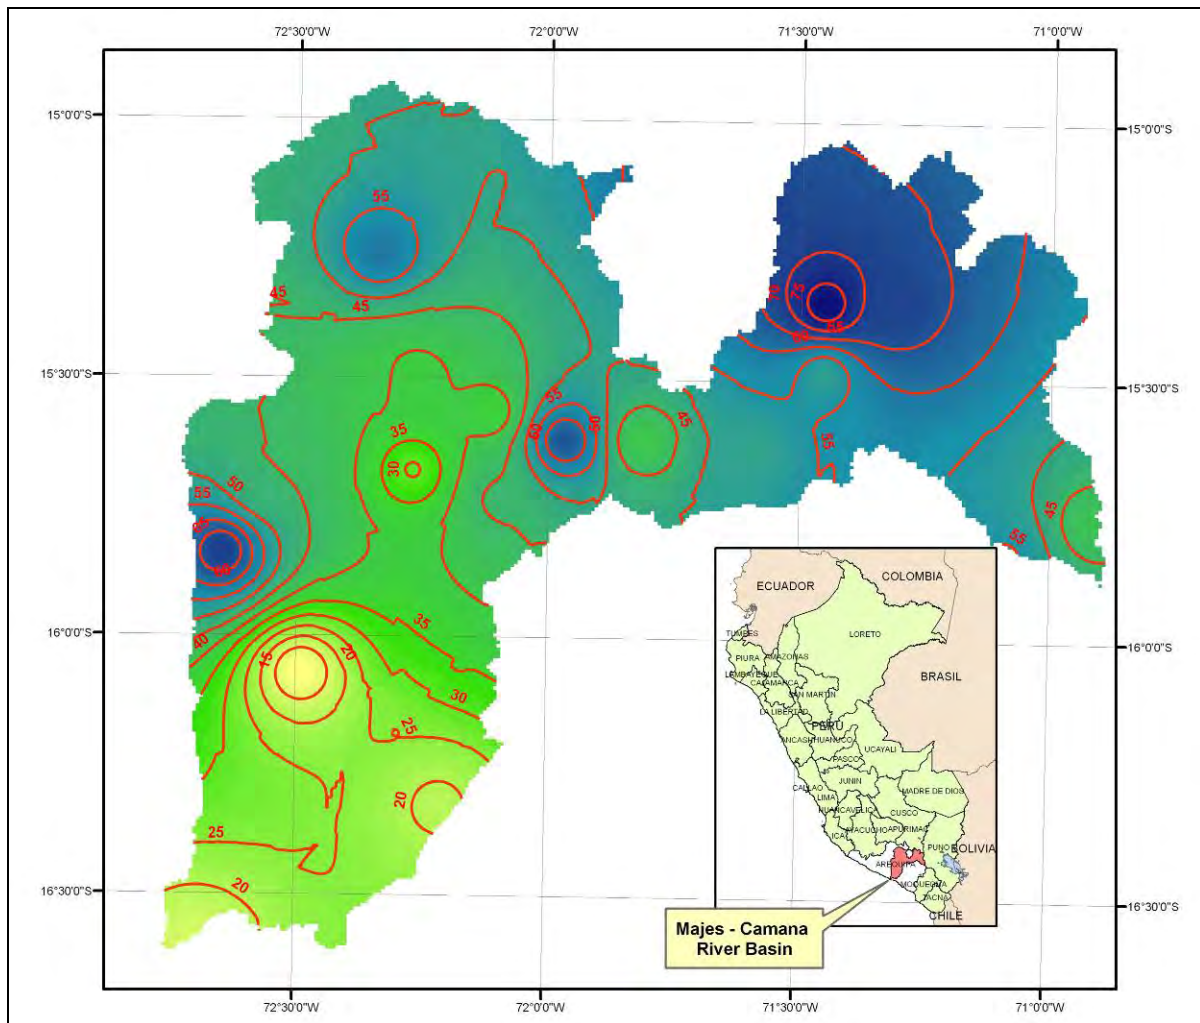 72°30'0"W
72°0'0"W
71°30'0"W
71°0'0"W
15°0'0"S
15°0'0"S
55
45
45
70
75
55
60
50
45
15°30'0"S
15°30'0"S
35
30
55
50
55
45
55
40
35
16°0'0"S
16°0'0"S
15
20
30
25
20
25
20
16°30'0"S
16°30'0"S
ECUADOR
COLOMBIA
TUMBES
LORETO
PIURA
AMAZONAS
LAMBAYEQUE
CAJAMARCA
SAN MARTIN
BRASIL
LA LIBERTAD
PERU
ANCASH
HUANUCO
UCAYALI
PASCO
JUNIN
CALLAO
LIMA
MADRE DE DIOS
HUANCAVELICA
CUSCO
ICA
AYACUCHO
APURIMAC
PUNO
BOLIVIA
AREQUIPA
MOQUEGUA
TACNA
CHILE
Majes - Camana
River Basin
72°30'0"W
72°0'0"W
71°30'0"W
71°0'0"W